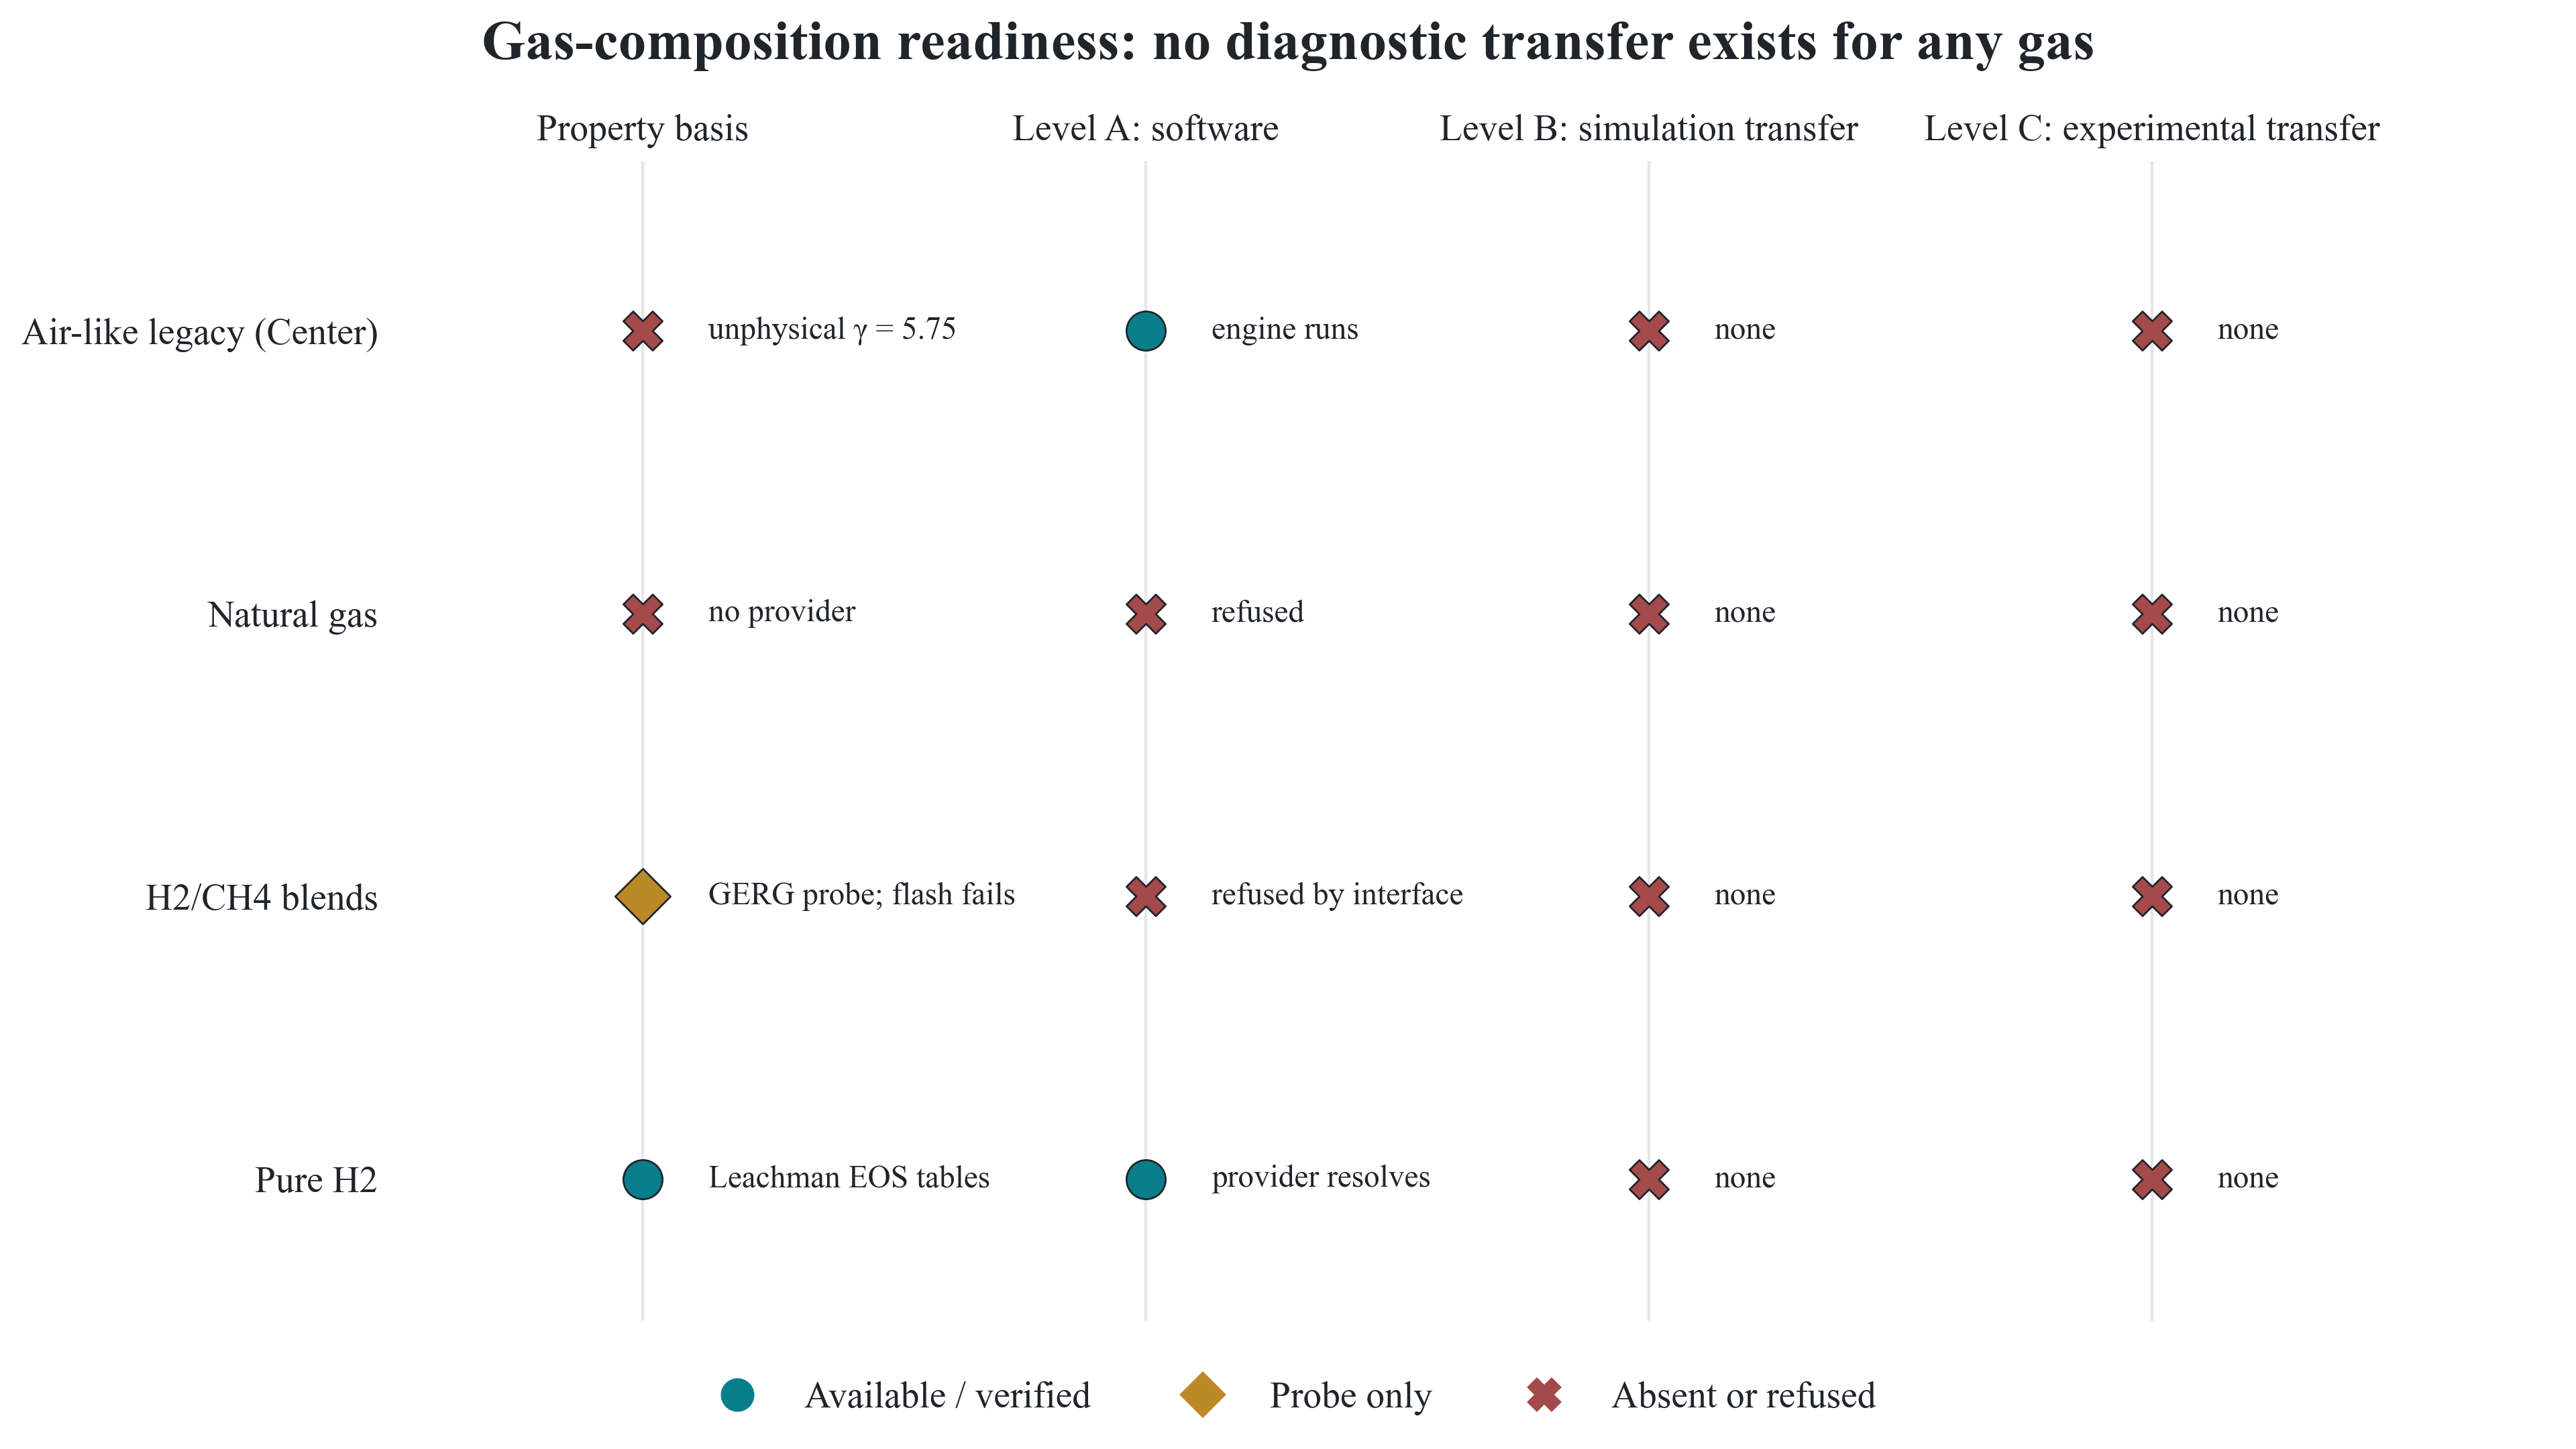 Gas-composition readiness: no diagnostic transfer exists for any gas
Property basis
Level A: software
Level B: simulation transfer
Level C: experimental transfer
Air-like legacy (Center)
unphysical γ = 5.75
engine runs
none
none
Natural gas
no provider
refused
none
none
H2/CH4 blends
GERG probe; flash fails
refused by interface
none
none
Pure H2
Leachman EOS tables
provider resolves
none
none
Available / verified
Probe only
Absent or refused